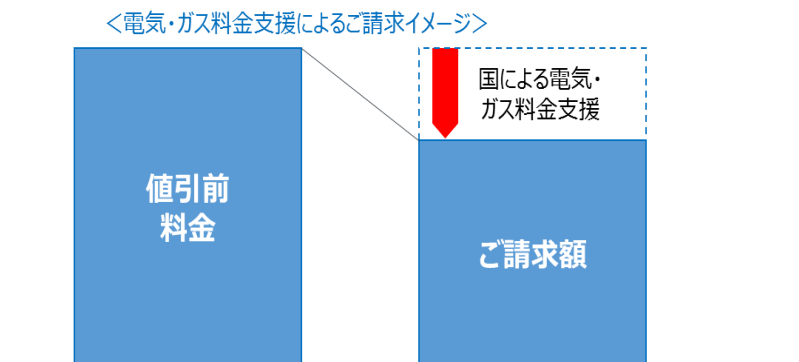 ＜電気・ガス料金支援によるご請求イメージ＞
国による電気・
ガス料金支援
値引前
料金
ご請求額